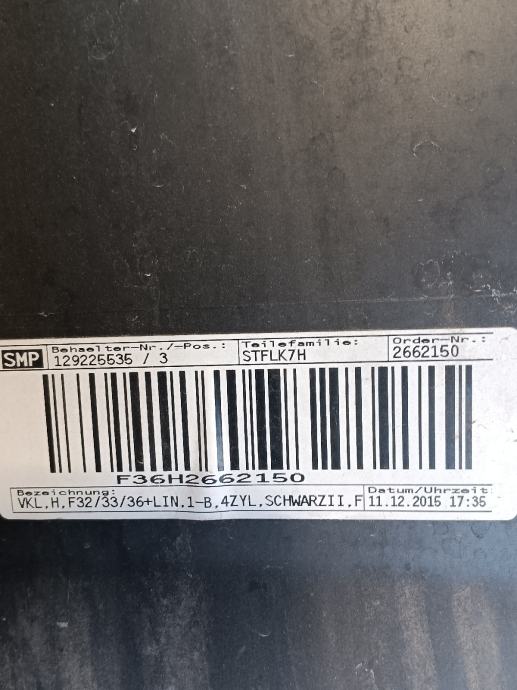 SMP
Behaelter-Nr./-Pos.: Teilefamilie: Order-Nr.:
129225535 / 3 STFLK7H 2662150
F36H2662150
Bezeichnung: Datum/Uhrzeit
VKL,H,F32/33/36+LIN,1-B,4ZYL,SCHWARZII,F 11.12.2015 17:35